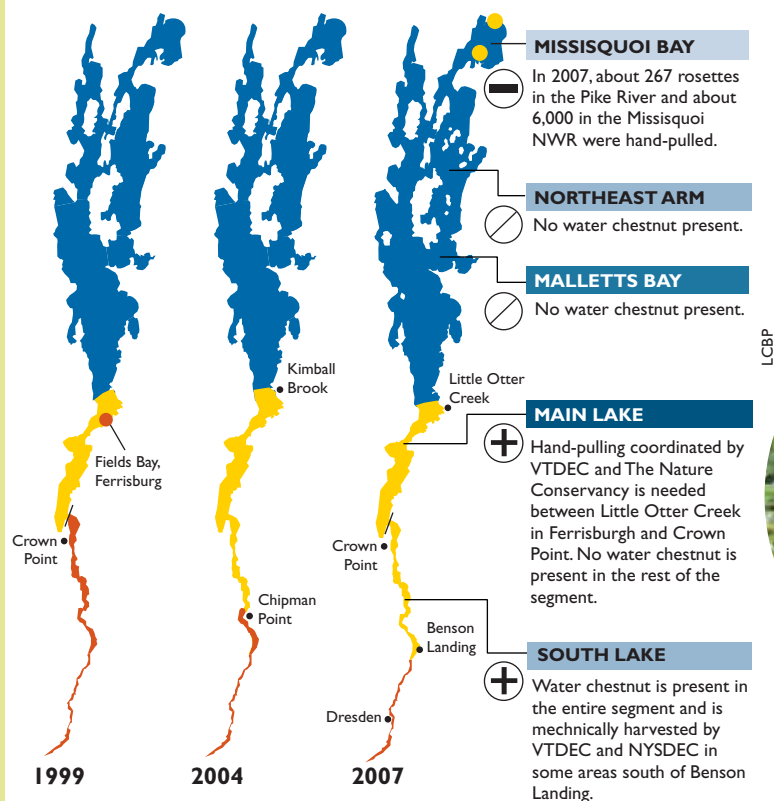 MISSISQUOI BAY
In 2007, about 267 rosettes
in the Pike River and about
6,000 in the Missisquoi
NWR were hand-pulled.
NORTHEAST ARM
No water chestnut present.
MALLETTS BAY
No water chestnut present.
LCBP
Kimball
Brook
Little Otter
Creek
MAIN LAKE
Hand-pulling coordinated by
VTDEC and The Nature
Conservancy is needed
between Little Otter Creek
in Ferrisburgh and Crown
Point. No water chestnut is
present in the rest of the
segment.
Fields Bay,
Ferrisburg
Crown
Point
Crown
Point
Chipman
Point
Benson
Landing
SOUTH LAKE
Water chestnut is present in
the entire segment and is
mechnically harvested by
VTDEC and NYSDEC in
some areas south of Benson
Landing.
Dresden
1999
2004
2007